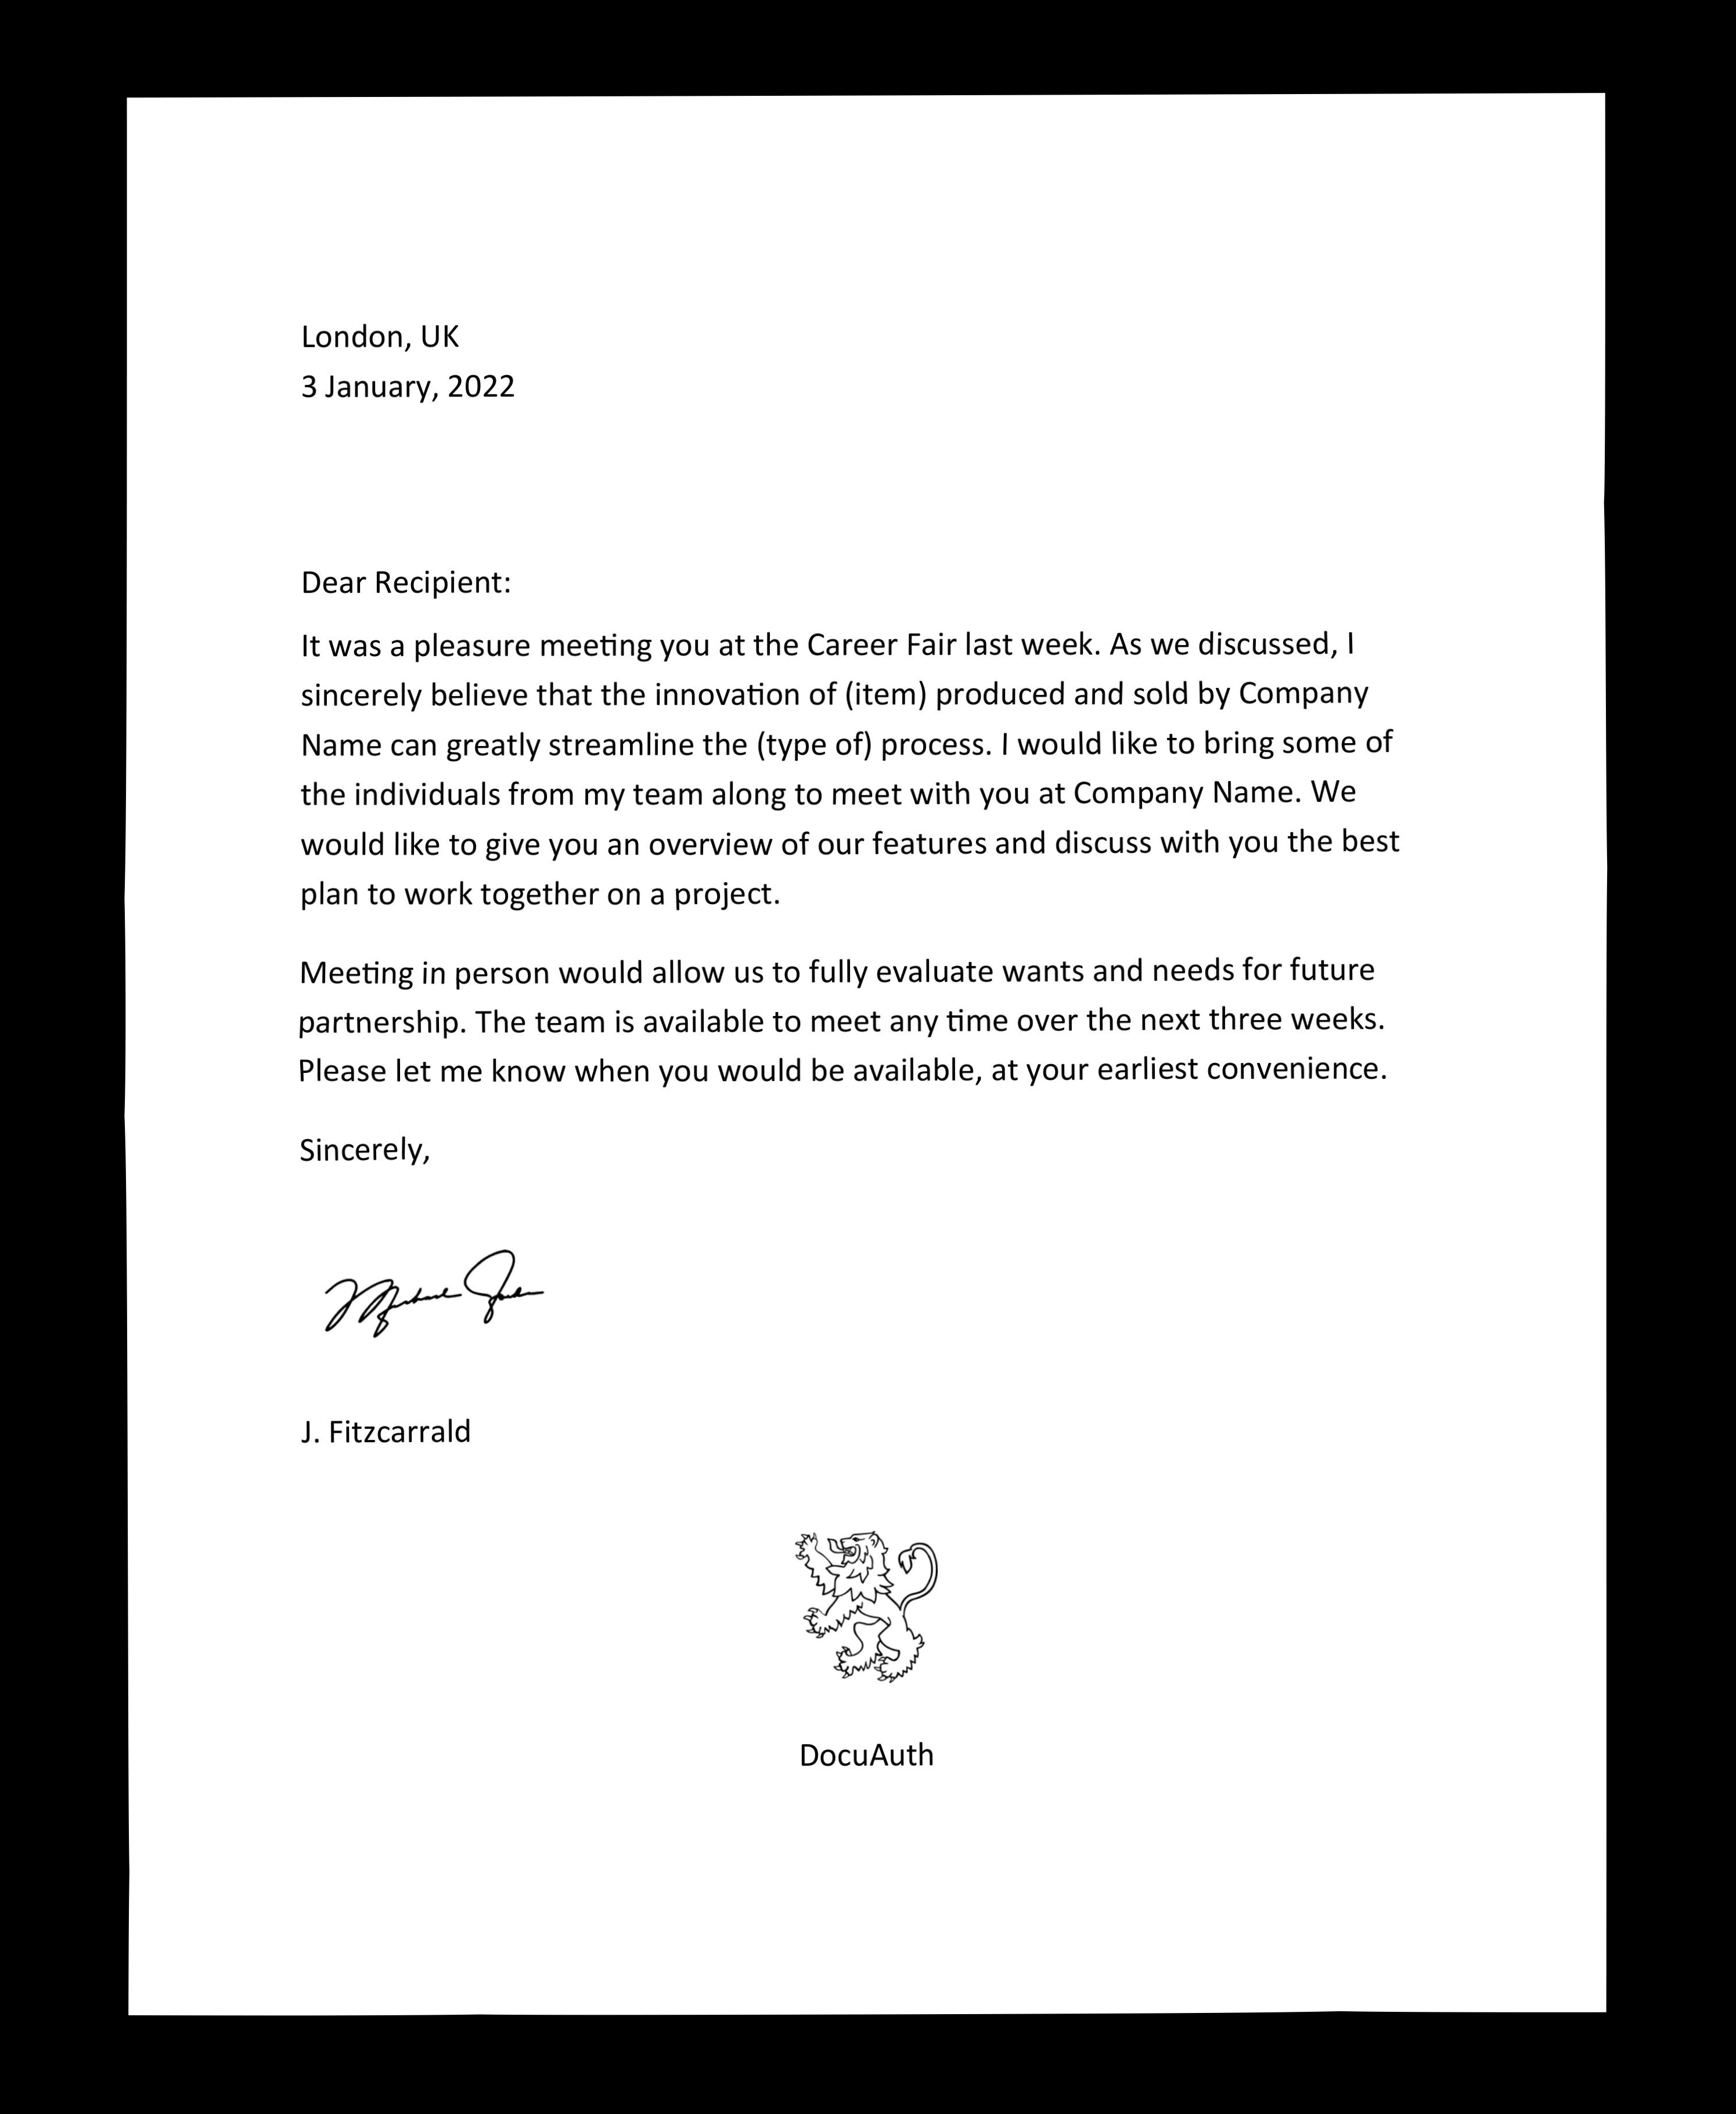 London, UK
3 January, 2022
Dear Recipient:
It was a pleasure meeting you at the Career Fair last week. As we discussed, I
sincerely believe that the innovation of (item) produced and sold by Company
Name can greatly streamline the (type of) process. I would like to bring some of
the individuals from my team along to meet with you at Company Name. We
would like to give you an overview of our features and discuss with you the best
plan to work together on a project.
Meeting in person would allow us to fully evaluate wants and needs for future
partnership. The team is available to meet any time over the next three weeks.
Please let me know when you would be available, at your earliest convenience.
Sincerely,
J. Fitzcarrald
DocuAuth